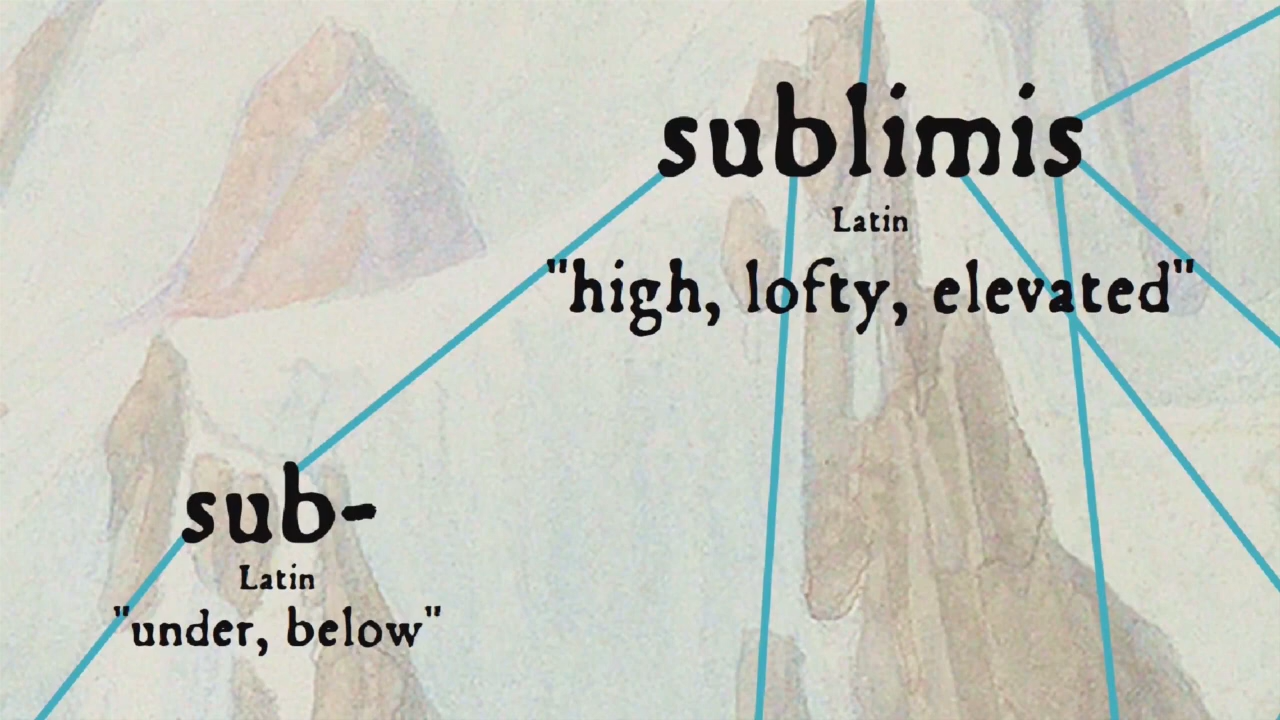 sublimis
Latin
"high, lofty, elevated"
sub-
Latin
"under, below"